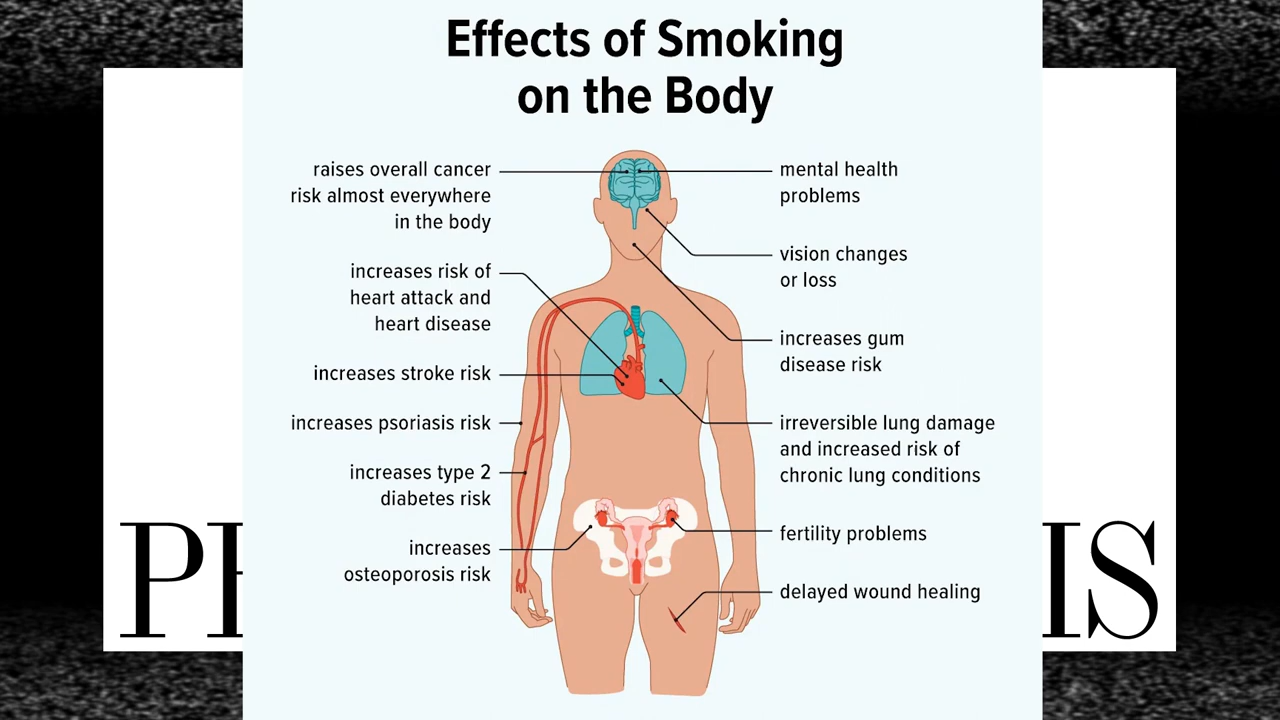 Effects of Smoking
on the Body
raises overall cancer
risk almost everywhere
in the body
increases risk of
heart attack and
heart disease
increases stroke risk
increases psoriasis risk
increases type 2
diabetes risk
increases
osteoporosis risk
mental health
problems
vision changes
or loss
increases gum
disease risk
irreversible lung damage
and increased risk of
chronic lung conditions
fertility problems
delayed wound healing